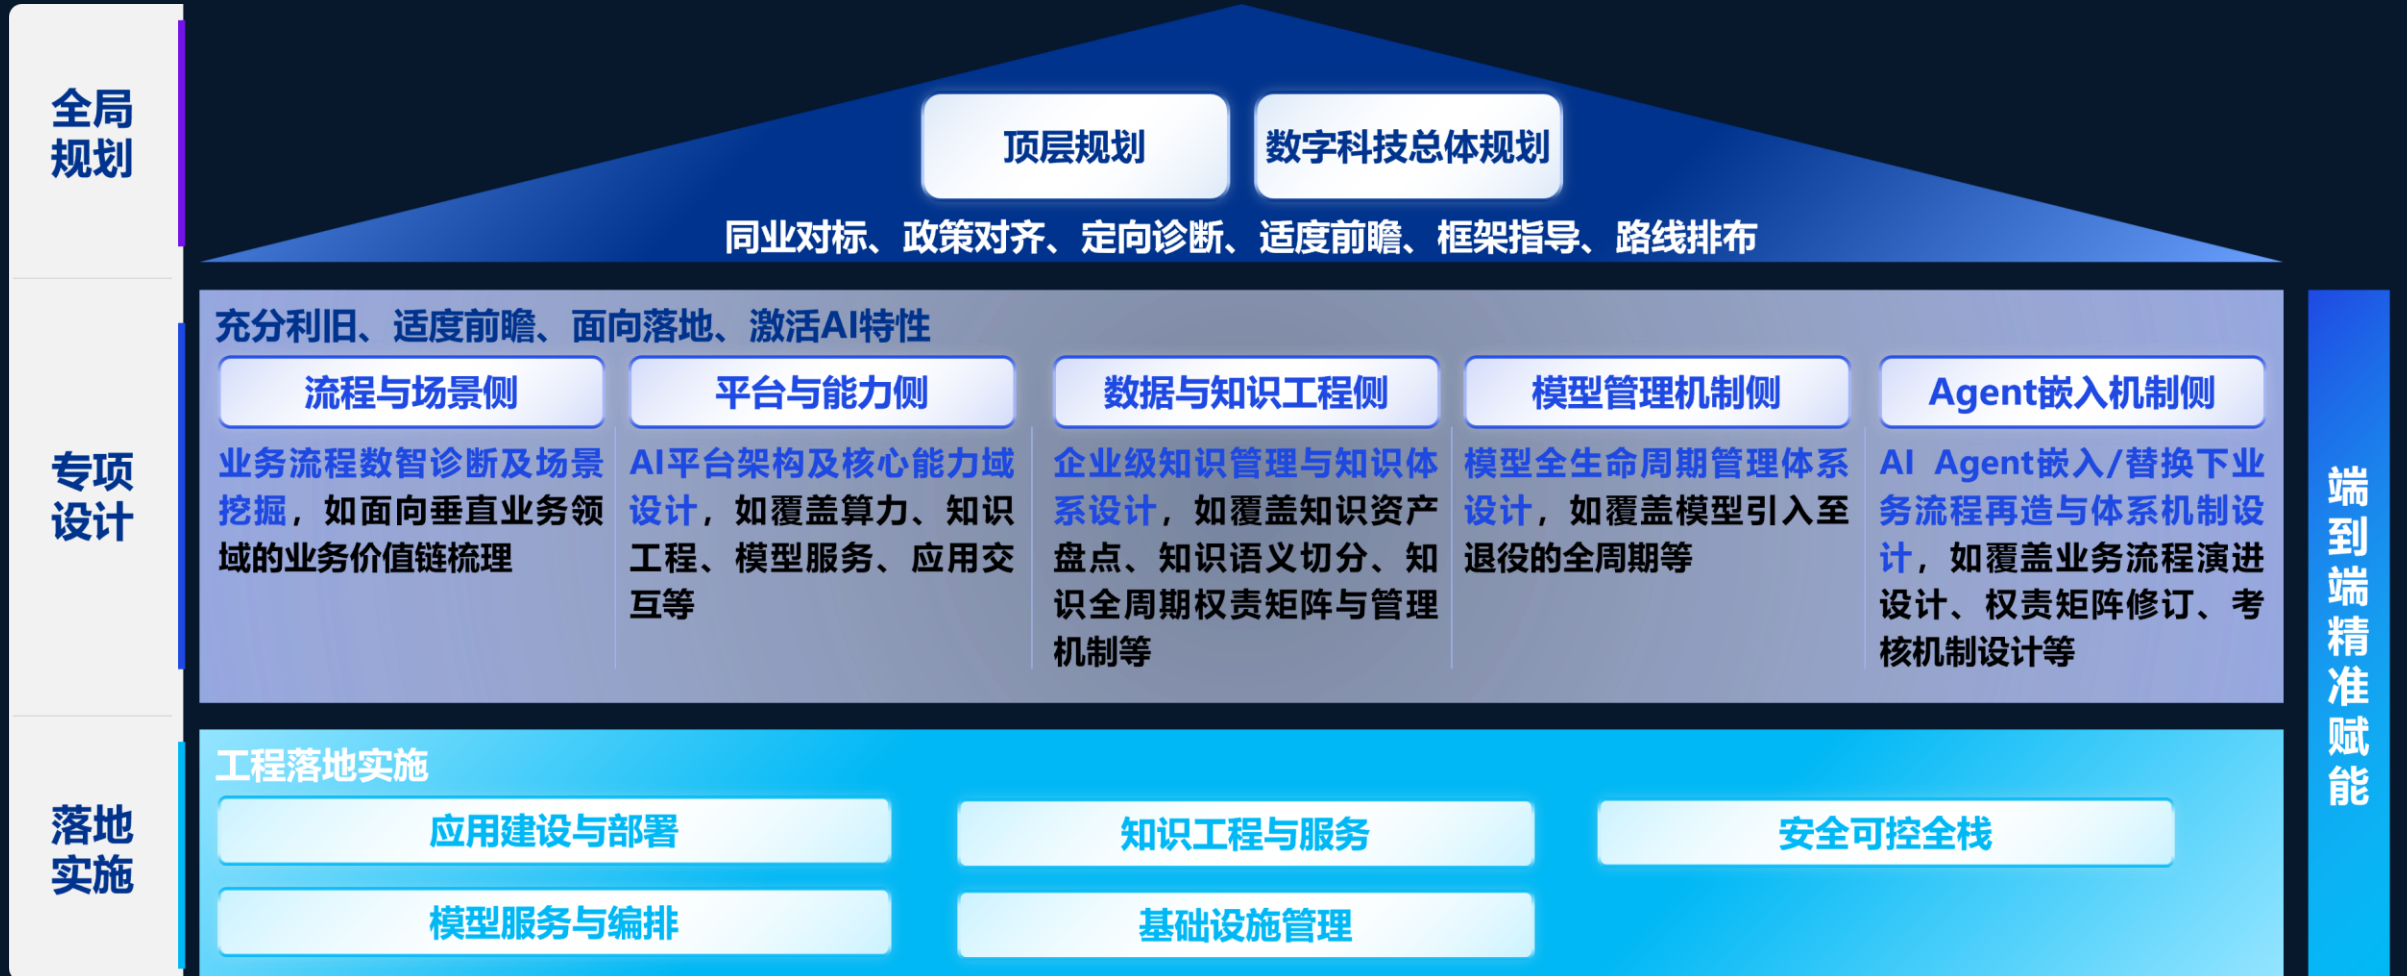 全局
规划
顶层规划
数字科技总体规划
同业对标、政策对齐、定向诊断、适度前瞻、框架指导、路线排布
专项
设计
充分利旧、适度前瞻、面向落地、激活AI特性
流程与场景侧
业务流程数智诊断及场景
挖掘，如面向垂直业务领
域的业务价值链梳理
平台与能力侧
AI平台架构及核心能力域
设计，如覆盖算力、知识
工程、模型服务、应用交
互等
数据与知识工程侧
企业级知识管理与知识体
系设计，如覆盖知识资产
盘点、知识语义切分、知
识全周期权责矩阵与管理
机制等
模型管理机制侧
模型全生命周期管理体系
设计，如覆盖模型引入至
退役的全周期等
Agent嵌入机制侧
AI Agent嵌入/替换下业
务流程再造与体系机制设
计，如覆盖业务流程演进
设计、权责矩阵修订、考
核机制设计等
落地
实施
工程落地实施
应用建设与部署
知识工程与服务
安全可控全栈
模型服务与编排
基础设施管理
端到端精准赋能